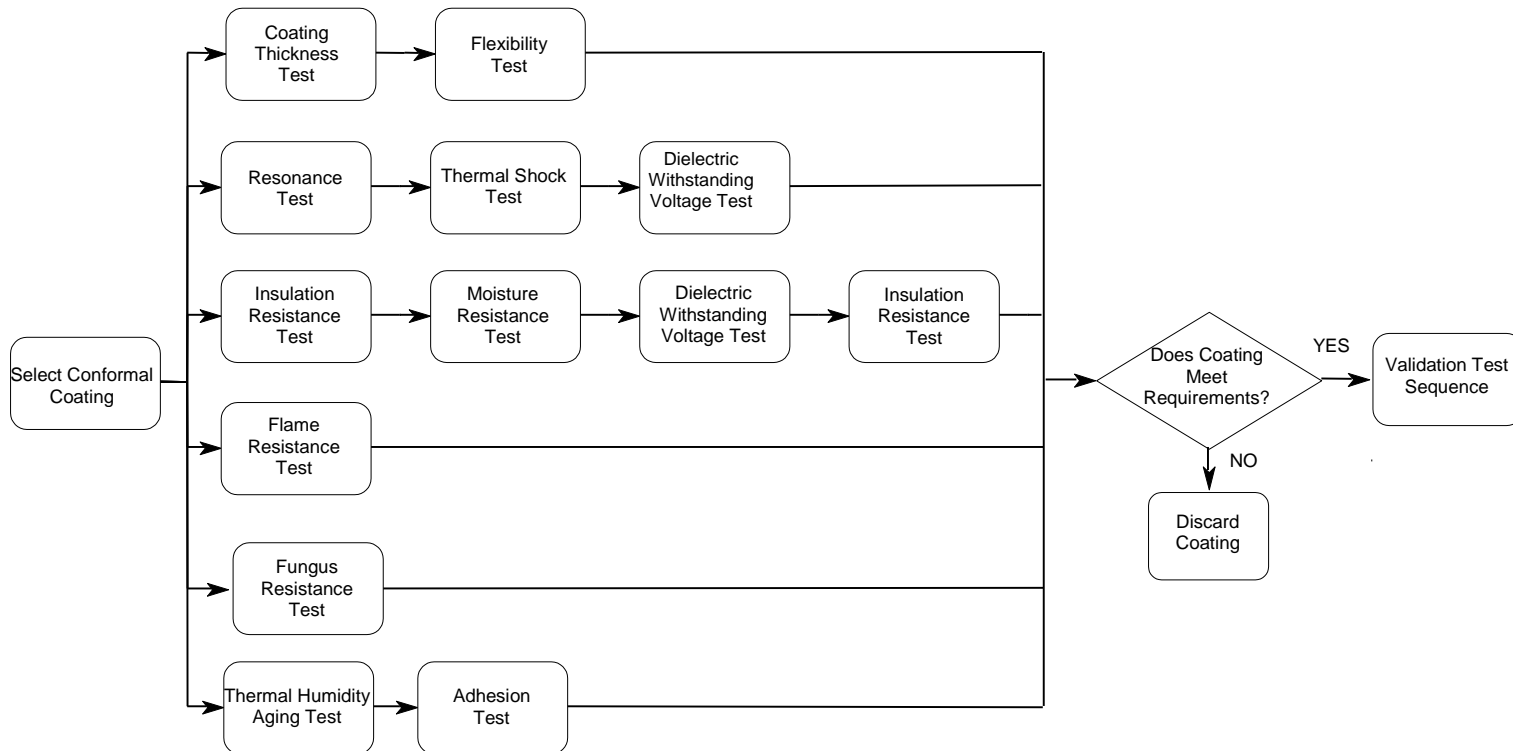 Coating
Thickness
Test
Flexibility
Test
Resonance
Test
Thermal Shock
Test
Dielectric
Withstanding
Voltage Test
Insulation
Resistance
Test
Moisture
Resistance
Test
Dielectric
Withstanding
Voltage Test
Insulation
Resistance
Test
Select Conformal
Coating
Does Coating
Meet
Requirements?
YES
Validation Test
Sequence
NO
Discard
Coating
Flame
Resistance
Test
Fungus
Resistance
Test
Thermal Humidity
Aging Test
Adhesion
Test